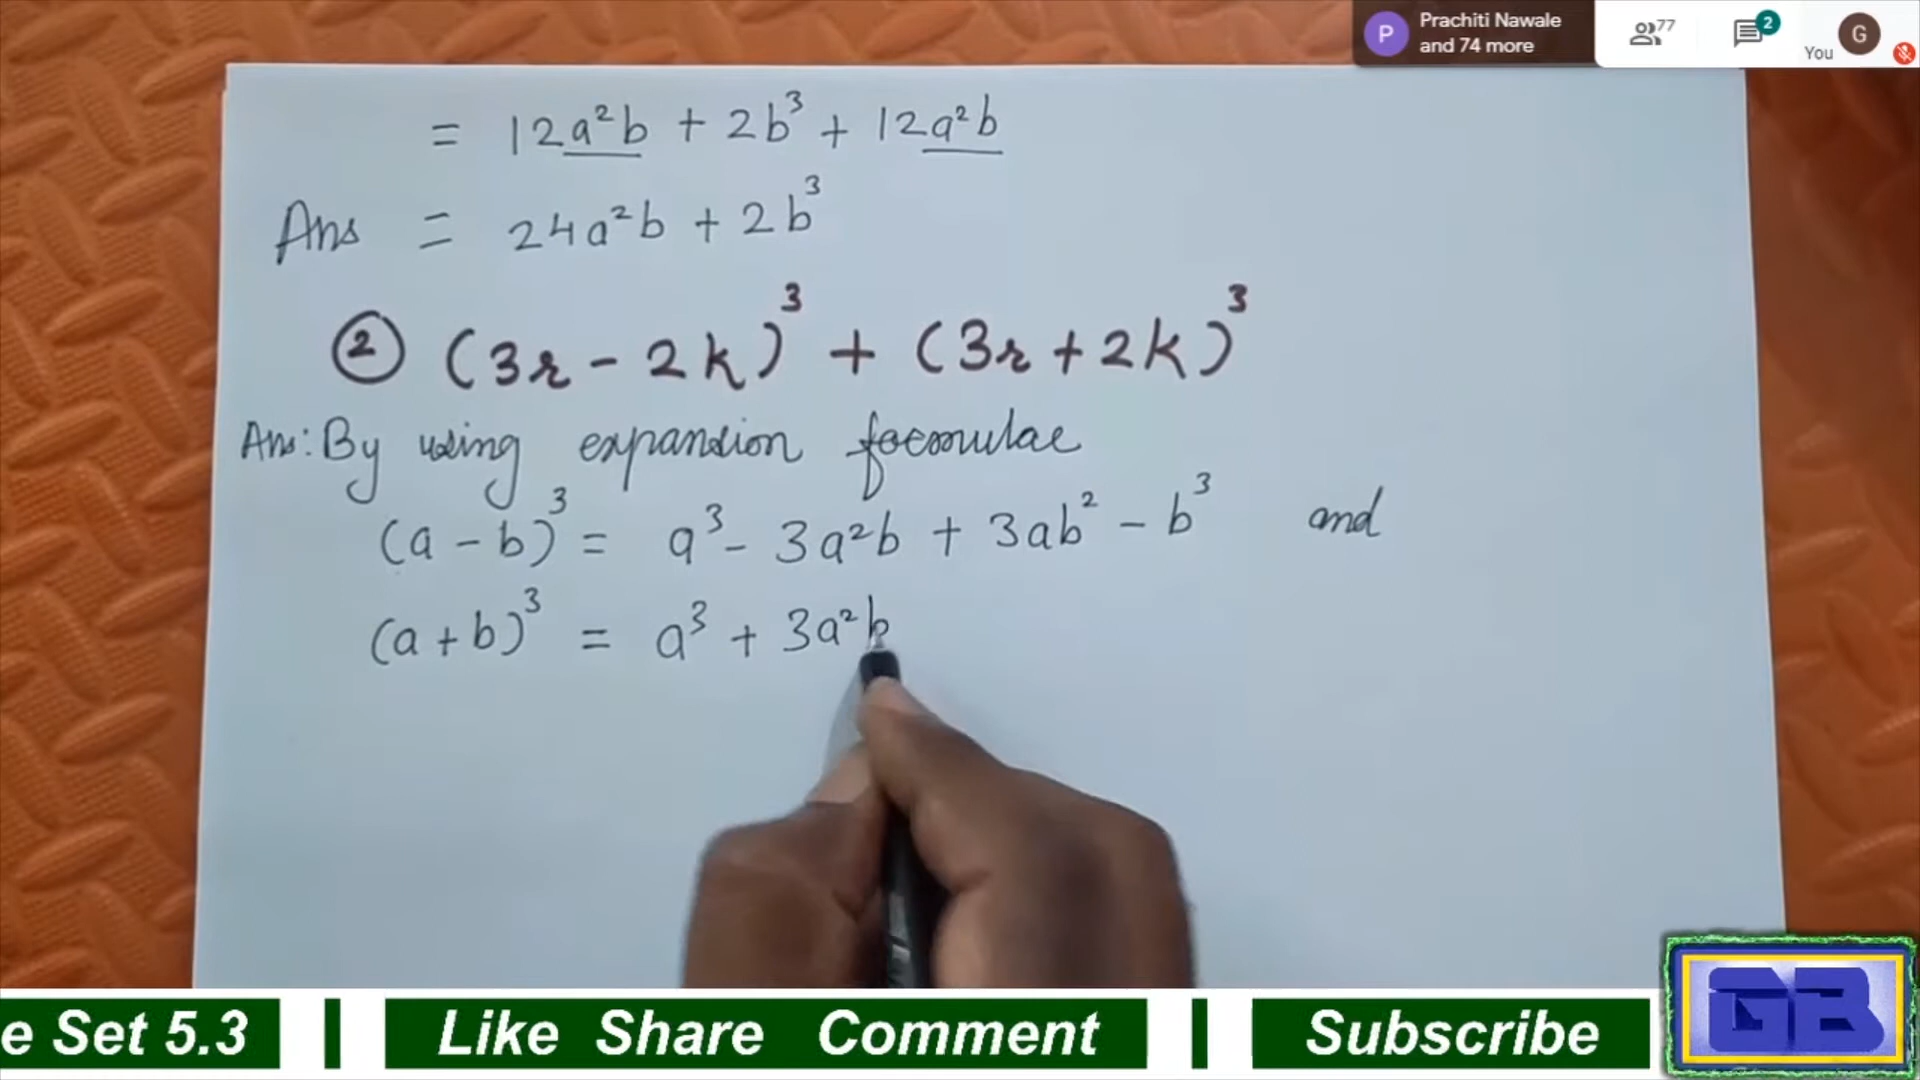 Prachiti Nawale
and 74 more
P
77
2
You
G
= 12a²b + 2b³ + 12a²b
Ans = 24a²b + 2b³
② (3r - 2k)³ + (3r + 2k)³
Ans: By using expansion formulae
(a - b)³ = a³ - 3a²b + 3ab² - b³ and
(a + b)³ = a³ + 3a²b
e Set 5.3 | Like Share Comment | Subscribe
GB